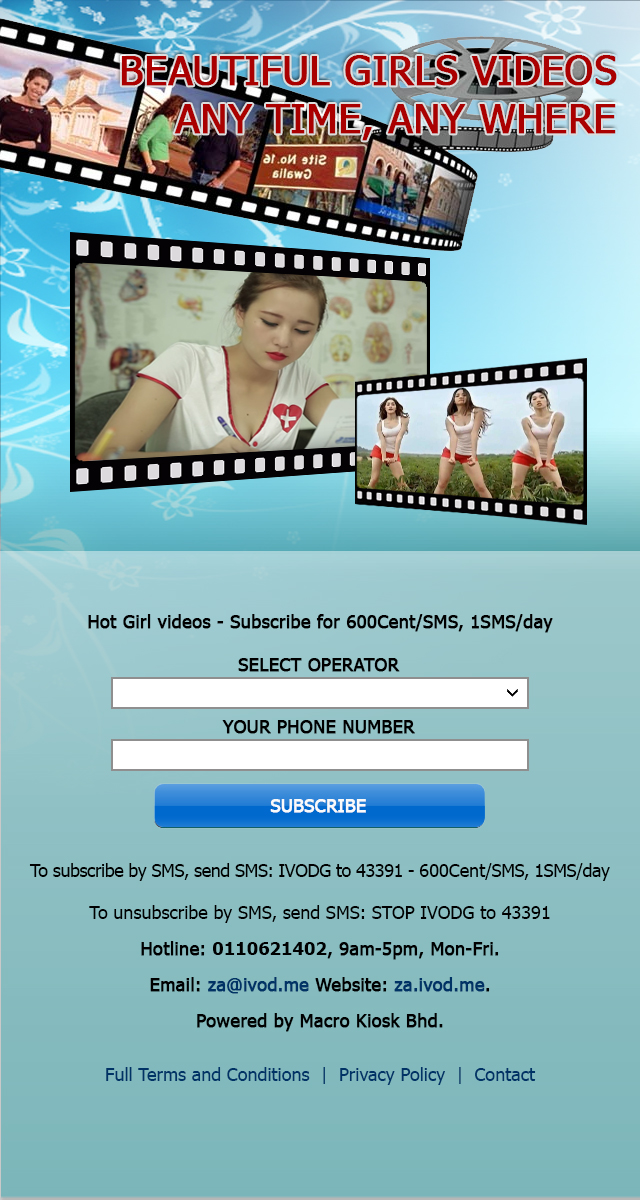 BEAUTIFUL GIRLS VIDEOS
ANY TIME, ANY WHERE
Site No.16
Gwalia
Hot Girl videos - Subscribe for 600Cent/SMS, 1SMS/day
SELECT OPERATOR
YOUR PHONE NUMBER
SUBSCRIBE
To subscribe by SMS, send SMS: IVODG to 43391 - 600Cent/SMS, 1SMS/day
To unsubscribe by SMS, send SMS: STOP IVODG to 43391
Hotline: 0110621402, 9am-5pm, Mon-Fri.
Email: za@ivod.me Website: za.ivod.me.
Powered by Macro Kiosk Bhd.
Full Terms and Conditions | Privacy Policy | Contact